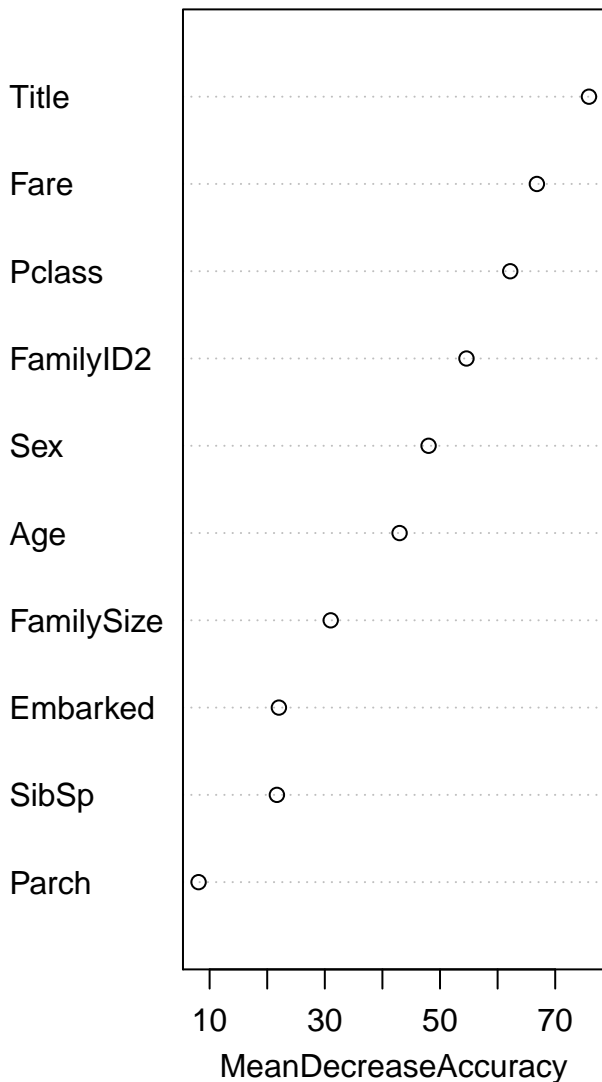 Title
Fare
Pclass
FamilyID2
Sex
Age
FamilySize
Embarked
SibSp
Parch
10 30 50 70
MeanDecreaseAccuracy